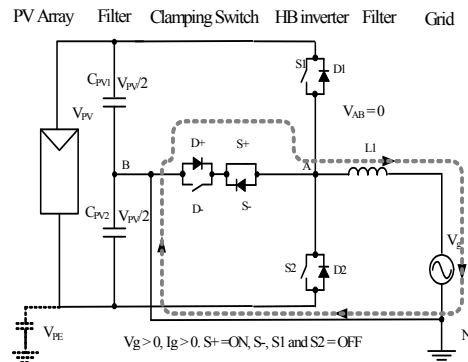 PV Array Filter Clamping Switch HB inverter Filter Grid
S1
D1
CPV1
VPV/2
VAB=0
VPV
D+
S+
L1
B
A
CPV2
VPV/2
D-
S-
Vg
S2
D2
VPE
Vg > 0, Ig > 0. S+=ON, S-, S1 and S2 = OFF
N